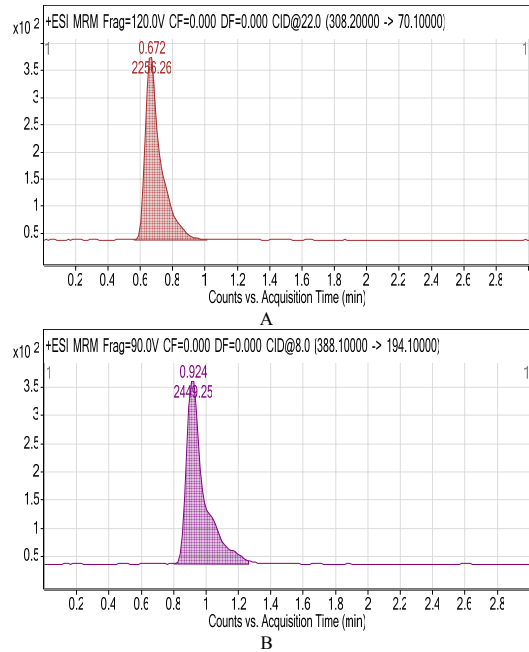 +ESI MRM Frag=120.0V CF=0.000 DF=0.000 CID@22.0 (308.20000 -> 70.10000)
x10 2
1 1
0.672
2256.26
3.5
3
2.5
2
1.5
1
0.5
0.2 0.4 0.6 0.8 1 1.2 1.4 1.6 1.8 2 2.2 2.4 2.6 2.8
Counts vs. Acquisition Time (min)
A
+ESI MRM Frag=90.0V CF=0.000 DF=0.000 CID@8.0 (388.10000 -> 194.10000)
x10 2
1 1
0.924
2449.25
3.5
3
2.5
2
1.5
1
0.5
0.2 0.4 0.6 0.8 1 1.2 1.4 1.6 1.8 2 2.2 2.4 2.6 2.8
Counts vs. Acquisition Time (min)
B